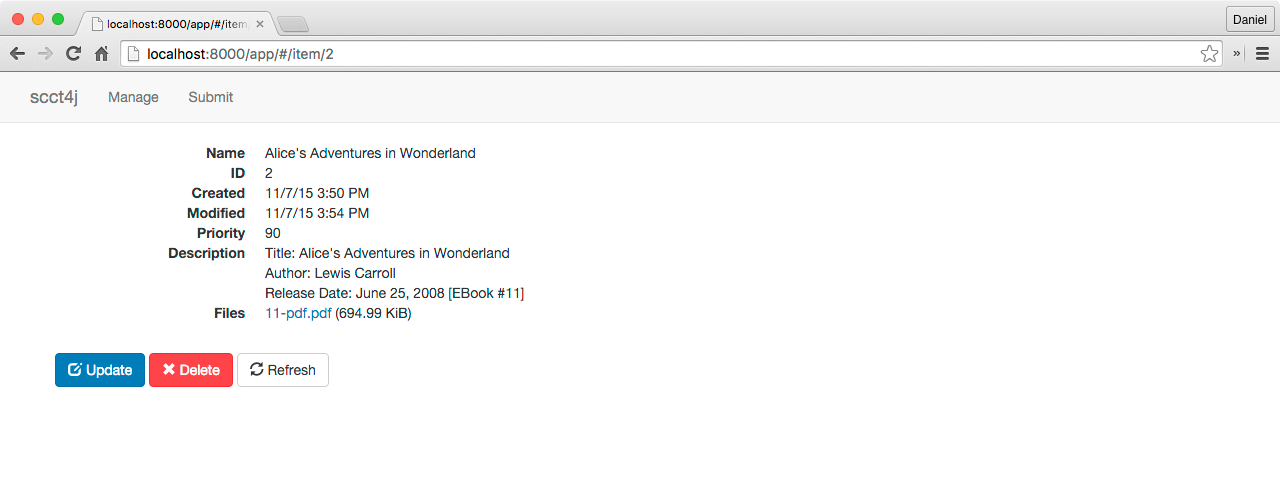 localhost:8000/app/#/item
Daniel
localhost:8000/app/#/item/2
»
scct4j Manage Submit
Name Alice's Adventures in Wonderland
ID 2
Created 11/7/15 3:50 PM
Modified 11/7/15 3:54 PM
Priority 90
Description Title: Alice's Adventures in Wonderland
Author: Lewis Carroll
Release Date: June 25, 2008 [EBook #11]
Files 11-pdf.pdf (694.99 KiB)
Update Delete Refresh